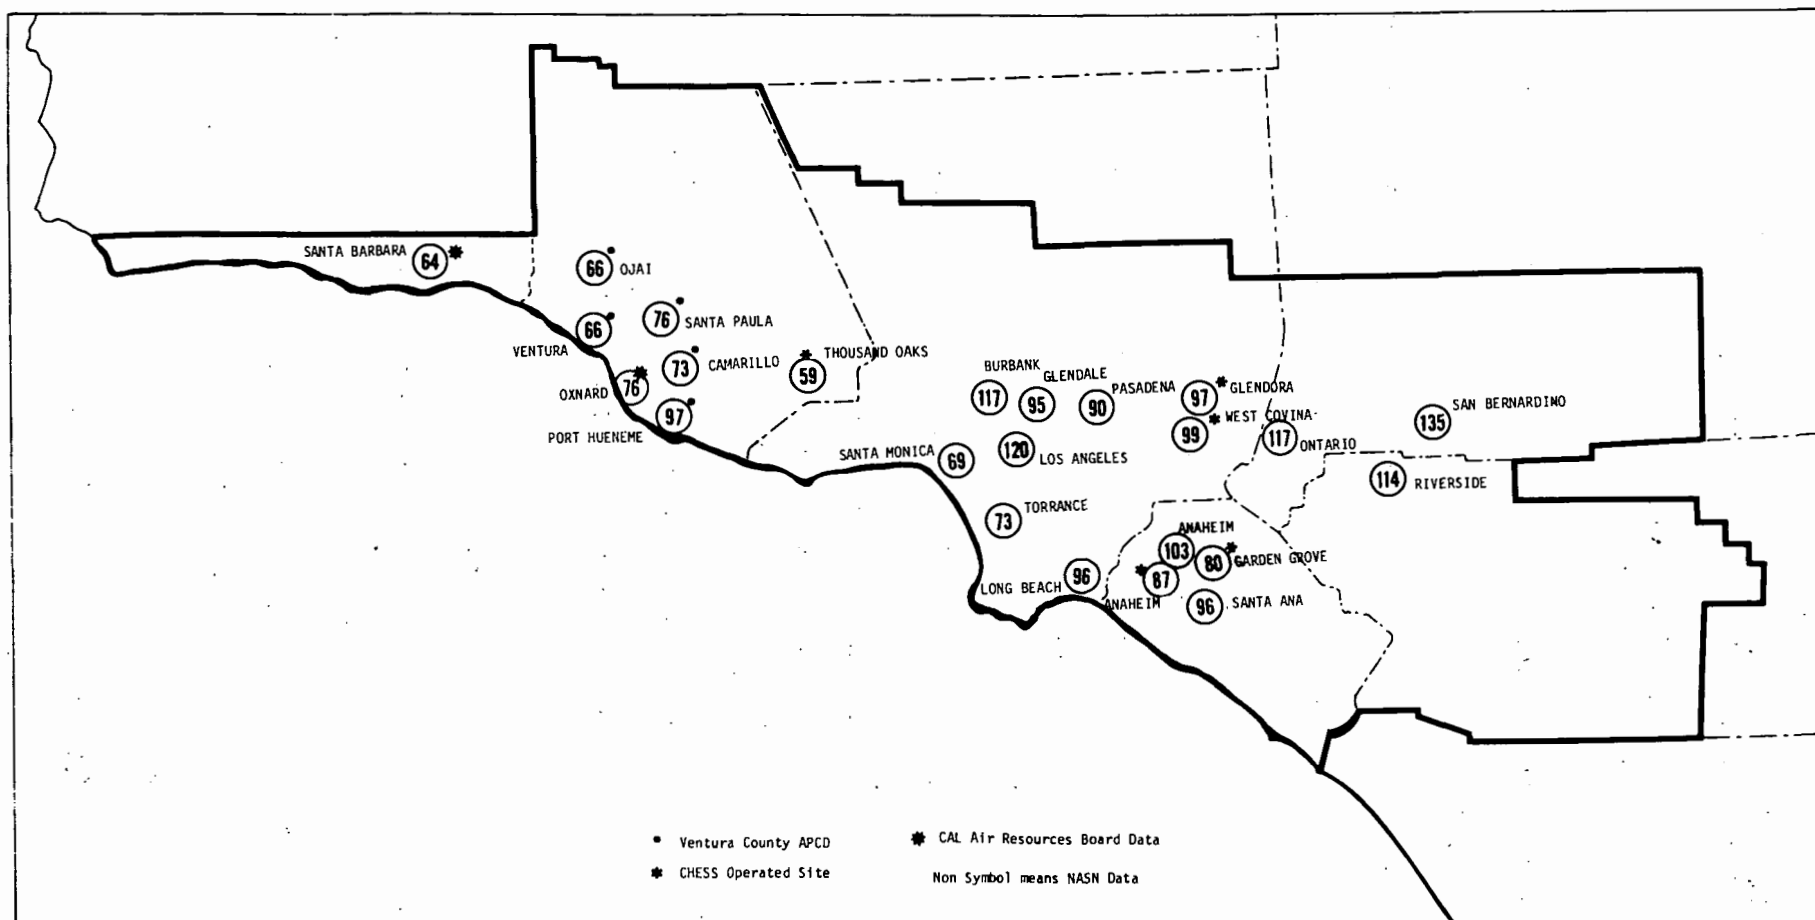 SANTA BARBARA 64 *
66 • OJAI
76 • SANTA PAULA
66 •
VENTURA
73 • CAMARILLO
* THOUSAND OAKS
59
OXNARD 76 *
97 •
PORT HUENEME
BURBANK
117
GLENDALE
95
PASADENA
90
97 * GLENDORA
* WEST COVINA
99
117
ONTARIO
SAN BERNARDINO
135
SANTA MONICA 69
120 LOS ANGELES
114 RIVERSIDE
TORRANCE
73
ANAHEIM
103
80 * GARDEN GROVE
LONG BEACH 96
* 87
ANAHEIM
96 SANTA ANA
• Ventura County APCD
* CHESS Operated Site
* CAL Air Resources Board Data
Non Symbol means NASN Data